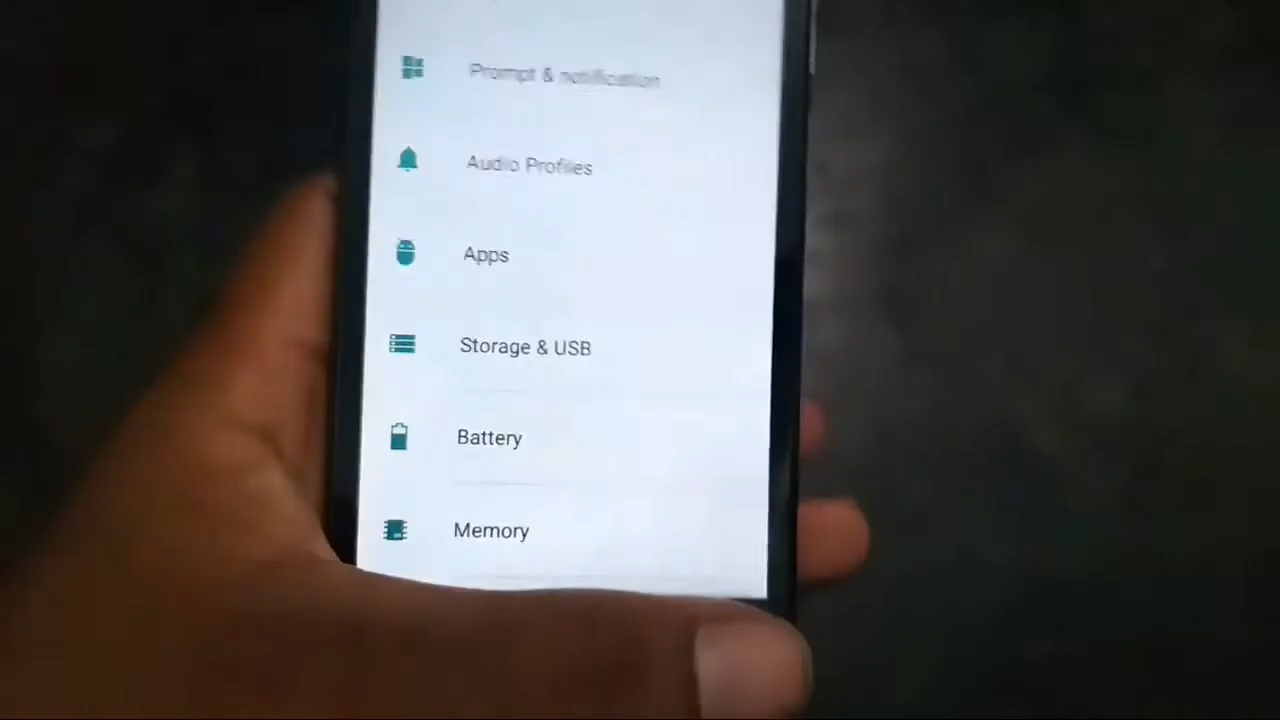 Prompt & notification
Audio Profiles
Apps
Storage & USB
Battery
Memory